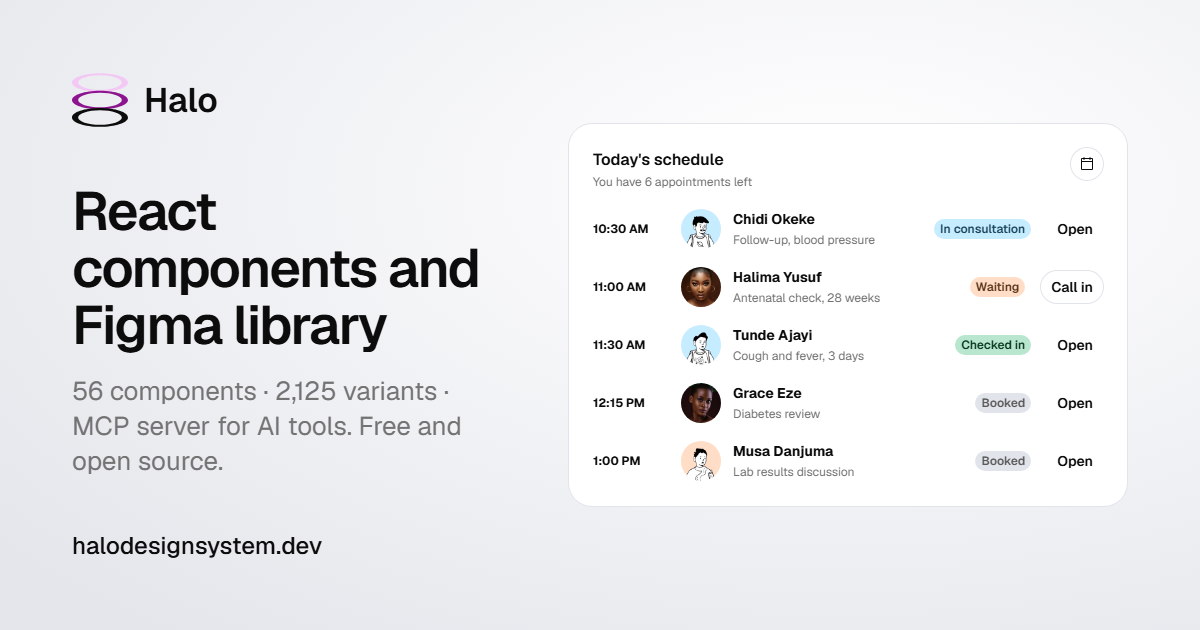 Halo
React
components and
Figma library
56 components · 2,125 variants ·
MCP server for AI tools. Free and
open source.
halodesignsystem.dev
Today's schedule
You have 6 appointments left
10:30 AM Chidi Okeke In consultation Open
Follow-up, blood pressure
11:00 AM Halima Yusuf Waiting Call in
Antenatal check, 28 weeks
11:30 AM Tunde Ajayi Checked in Open
Cough and fever, 3 days
12:15 PM Grace Eze Booked Open
Diabetes review
1:00 PM Musa Danjuma Booked Open
Lab results discussion